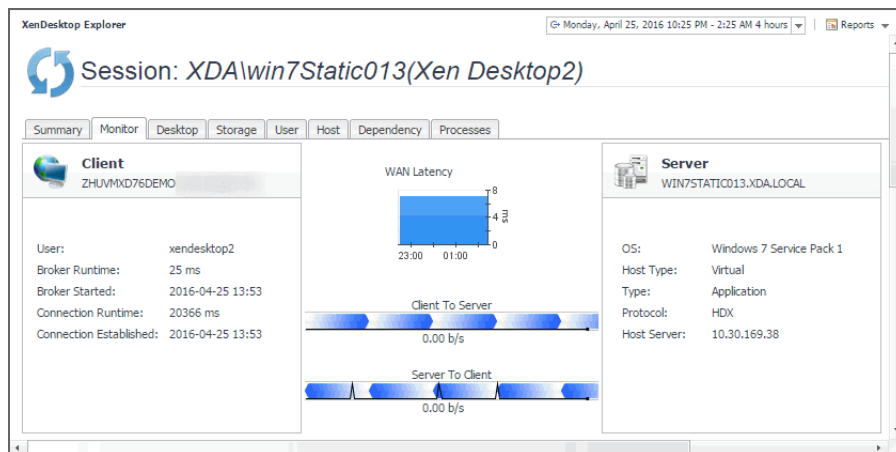 XenDesktop Explorer
Monday, April 25, 2016 10:25 PM - 2:25 AM 4 hours
Reports
Session: XDA\win7Static013(Xen Desktop2)
Summary Monitor Desktop Storage User Host Dependency Processes
Client
ZHUVMXD76DEMO
User: xendesktop2
Broker Runtime: 25 ms
Broker Started: 2016-04-25 13:53
Connection Runtime: 20366 ms
Connection Established: 2016-04-25 13:53
WAN Latency
8
4
0
ms
23:00 01:00
Client To Server
0.00 b/s
Server To Client
0.00 b/s
Server
WIN7STATIC013.XDA.LOCAL
OS: Windows 7 Service Pack 1
Host Type: Virtual
Type: Application
Protocol: HDX
Host Server: 10.30.169.38